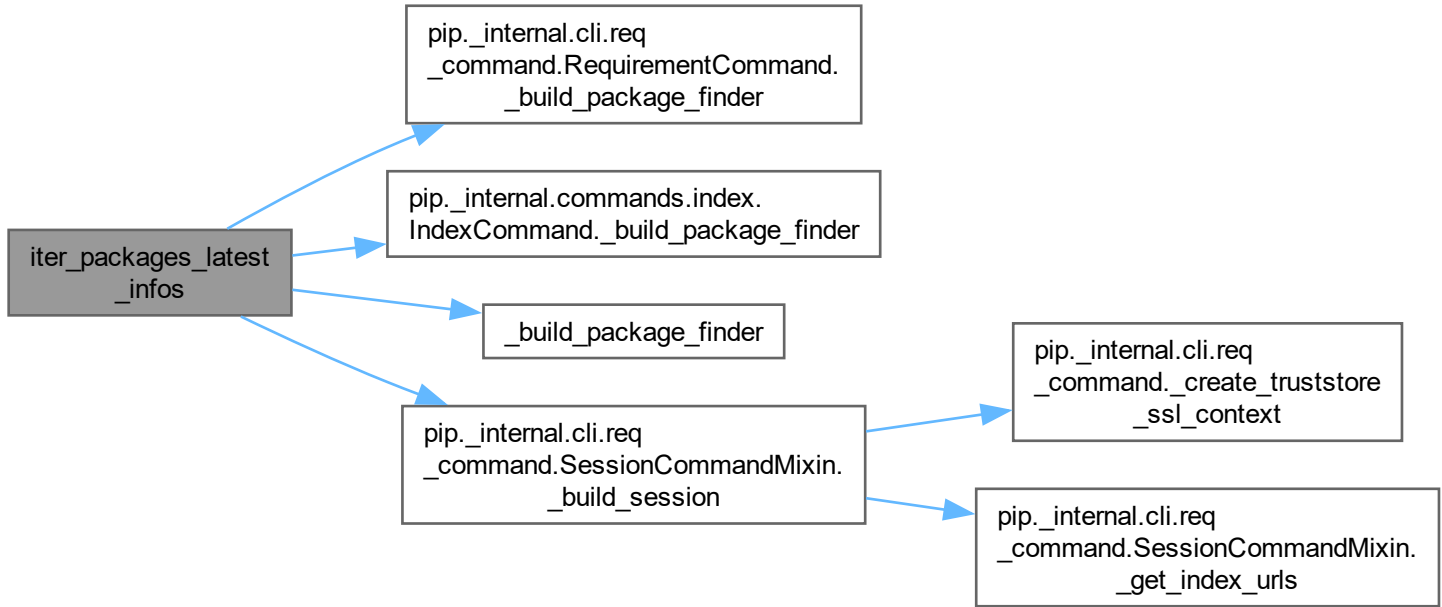 pip._internal.cli.req
_command.RequirementCommand.
_build_package_finder
pip._internal.commands.index.
IndexCommand._build_package_finder
iter_packages_latest
_infos
_build_package_finder
pip._internal.cli.req
_command._create_truststore
_ssl_context
pip._internal.cli.req
_command.SessionCommandMixin.
_build_session
pip._internal.cli.req
_command.SessionCommandMixin.
_get_index_urls